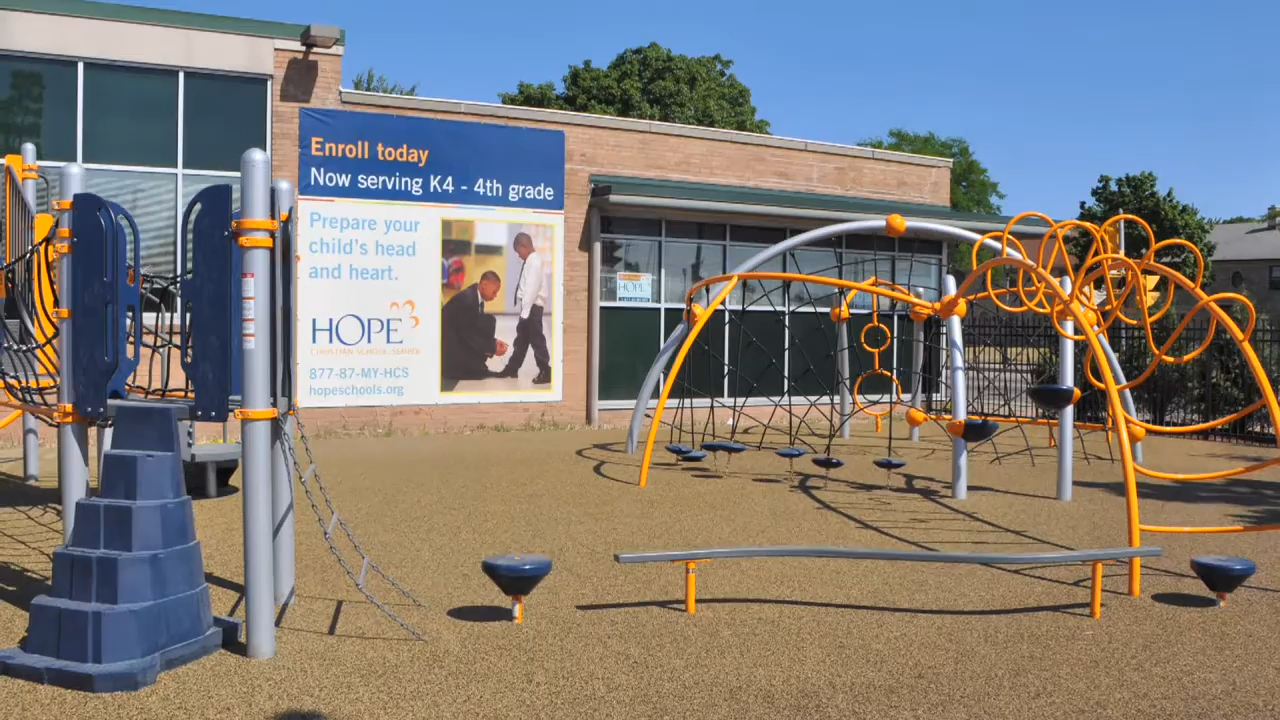 Enroll today
Now serving K4 - 4th grade
Prepare your
child's head
and heart.
HOPE
CHRISTIAN SCHOOL:
877-87-MY-HCS
hopeschools.org
HOPE